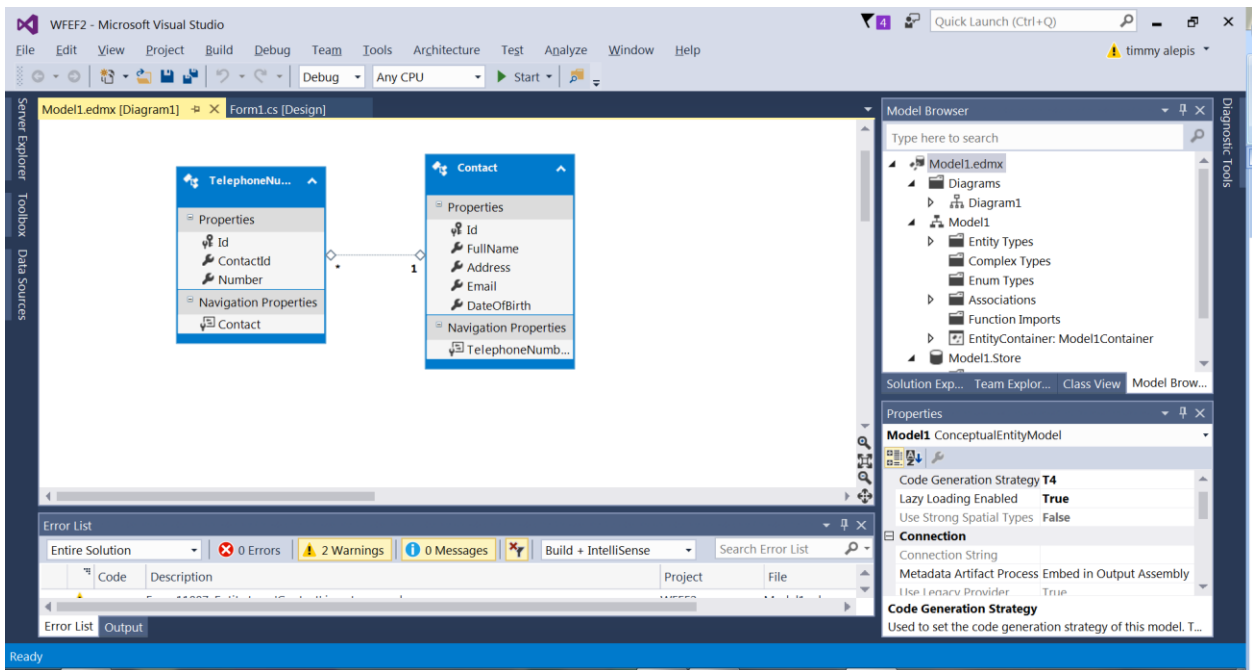 WFEF2 - Microsoft Visual Studio
4
Quick Launch (Ctrl+Q)
File Edit View Project Build Debug Team Tools Architecture Test Analyze Window Help
timmy alepis
Debug Any CPU Start
Server Explorer
Toolbox
Data Sources
Model1.edmx [Diagram1] Form1.cs [Design]
TelephoneNu...
Properties
Id
ContactId
Number
Navigation Properties
Contact
*
1
Contact
Properties
Id
FullName
Address
Email
DateOfBirth
Navigation Properties
TelephoneNumb...
Model Browser
Type here to search
Model1.edmx
Diagrams
Diagram1
Model1
Entity Types
Complex Types
Enum Types
Associations
Function Imports
EntityContainer: Model1Container
Model1.Store
Solution Exp... Team Explor... Class View Model Brow...
Diagnostic Tools
Properties
Model1 ConceptualEntityModel
Code Generation Strategy T4
Lazy Loading Enabled True
Use Strong Spatial Types False
Connection
Connection String
Metadata Artifact Process Embed in Output Assembly
Use Legacy Provider True
Code Generation Strategy
Used to set the code generation strategy of this model. T...
Error List
Entire Solution 0 Errors 2 Warnings 0 Messages Build + IntelliSense Search Error List
Code Description Project File
Error List Output
Ready